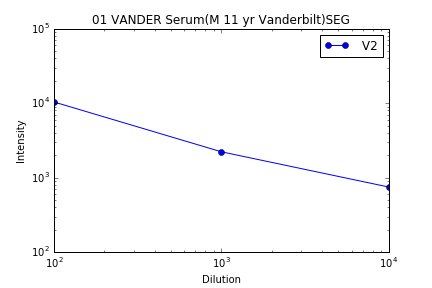 01 VANDER Serum(M 11 yr Vanderbilt)SEG
V2
Intensity
10^5
10^4
10^3
10^2
10^2 10^3 10^4
Dilution